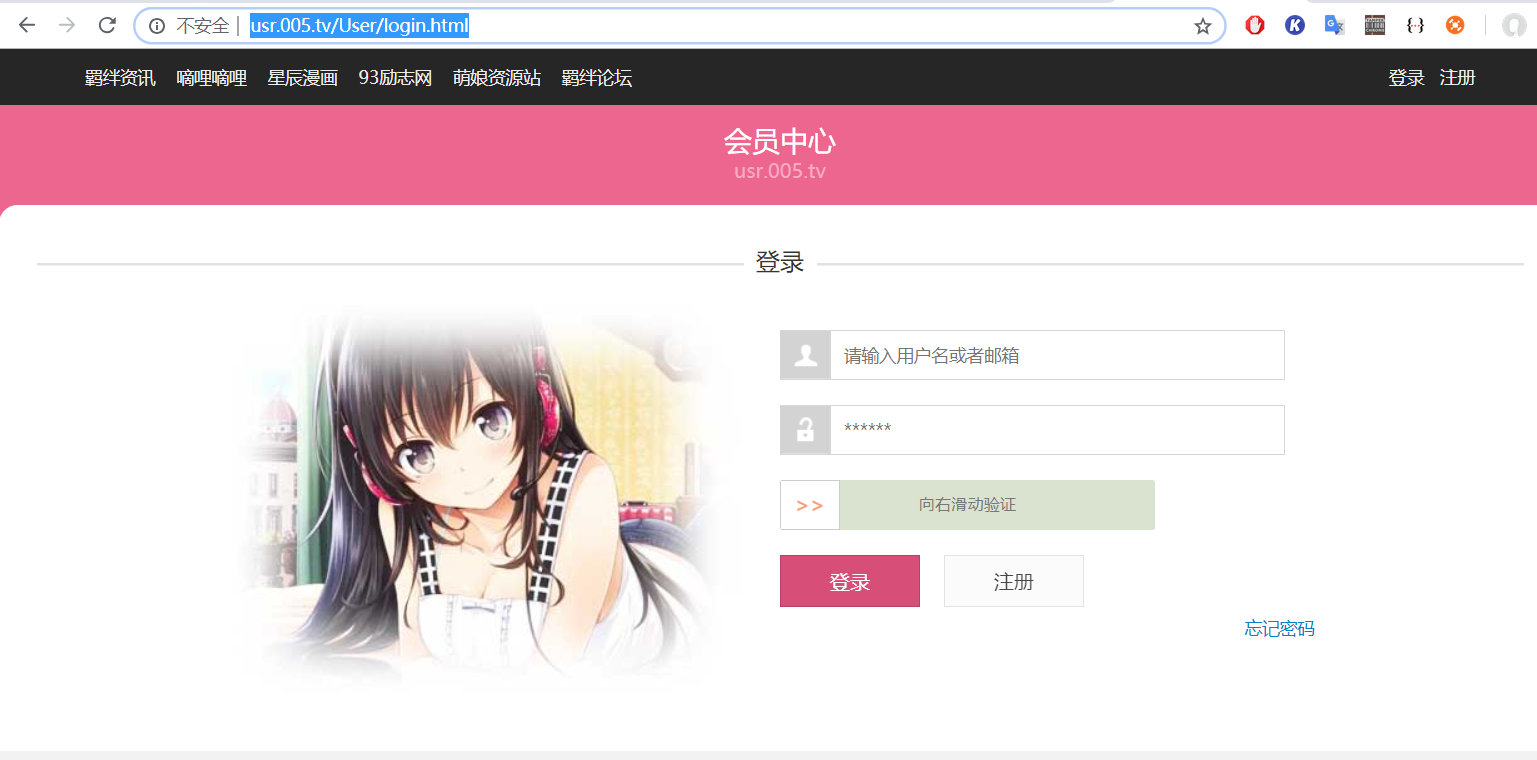 不安全 | usr.005.tv/User/login.html
羁绊资讯 嘀哩嘀哩 星辰漫画 93励志网 萌娘资源站 羁绊论坛 登录 注册
会员中心
usr.005.tv
登录
请输入用户名或者邮箱
******
>> 向右滑动验证
登录 注册
忘记密码